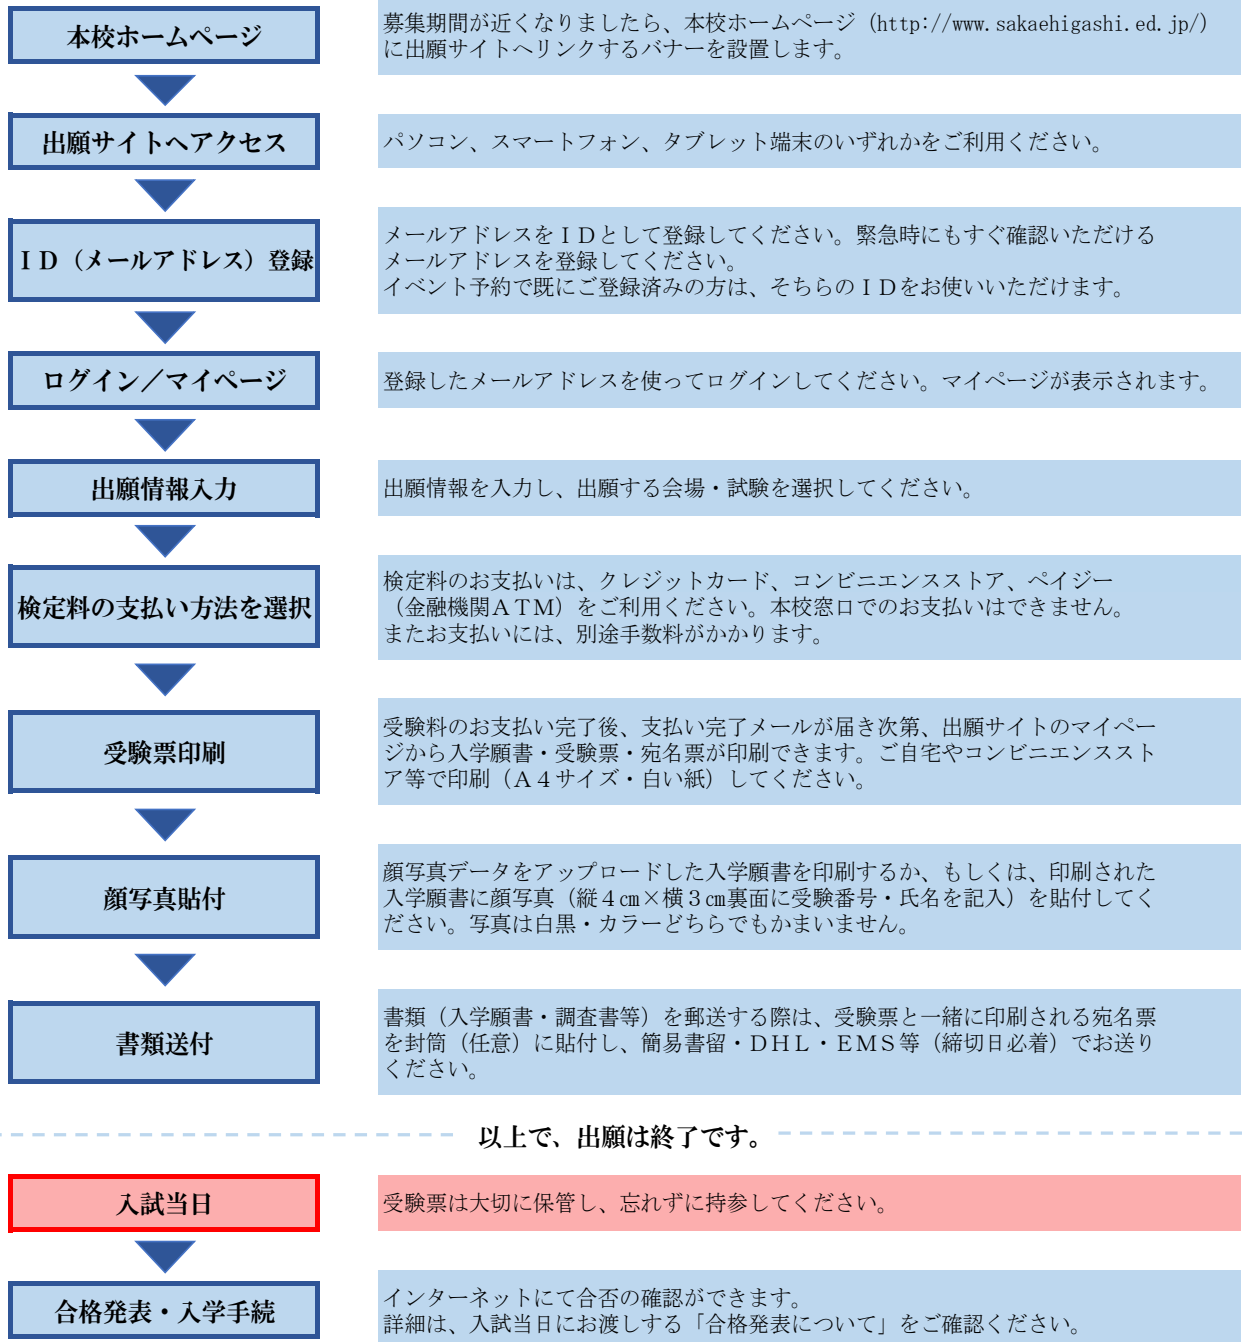 本校ホームページ
募集期間が近くなりましたら、本校ホームページ（http://www.sakaehigashi.ed.jp/）
に出願サイトへリンクするバナーを設置します。
出願サイトへアクセス
パソコン、スマートフォン、タブレット端末のいずれかをご利用ください。
ＩＤ（メールアドレス）登録
メールアドレスをＩＤとして登録してください。緊急時にもすぐ確認いただける
メールアドレスを登録してください。
イベント予約で既にご登録済みの方は、そちらのＩＤをお使いいただけます。
ログイン／マイページ
登録したメールアドレスを使ってログインしてください。マイページが表示されます。
出願情報入力
出願情報を入力し、出願する会場・試験を選択してください。
検定料の支払い方法を選択
検定料のお支払いは、クレジットカード、コンビニエンスストア、ペイジー
（金融機関ＡＴＭ）をご利用ください。本校窓口でのお支払いはできません。
またお支払いには、別途手数料がかかります。
受験票印刷
受験料のお支払い完了後、支払い完了メールが届き次第、出願サイトのマイペー
ジから入学願書・受験票・宛名票が印刷できます。ご自宅やコンビニエンススト
ア等で印刷（Ａ４サイズ・白い紙）してください。
顔写真貼付
顔写真データをアップロードした入学願書を印刷するか、もしくは、印刷された
入学願書に顔写真（縦４㎝×横３㎝裏面に受験番号・氏名を記入）を貼付してく
ださい。写真は白黒・カラーどちらでもかまいません。
書類送付
書類（入学願書・調査書等）を郵送する際は、受験票と一緒に印刷される宛名票
を封筒（任意）に貼付し、簡易書留・ＤＨＬ・ＥＭＳ等（締切日必着）でお送り
ください。
以上で、出願は終了です。
入試当日
受験票は大切に保管し、忘れずに持参してください。
合格発表・入学手続
インターネットにて合否の確認ができます。
詳細は、入試当日にお渡しする「合格発表について」をご確認ください。